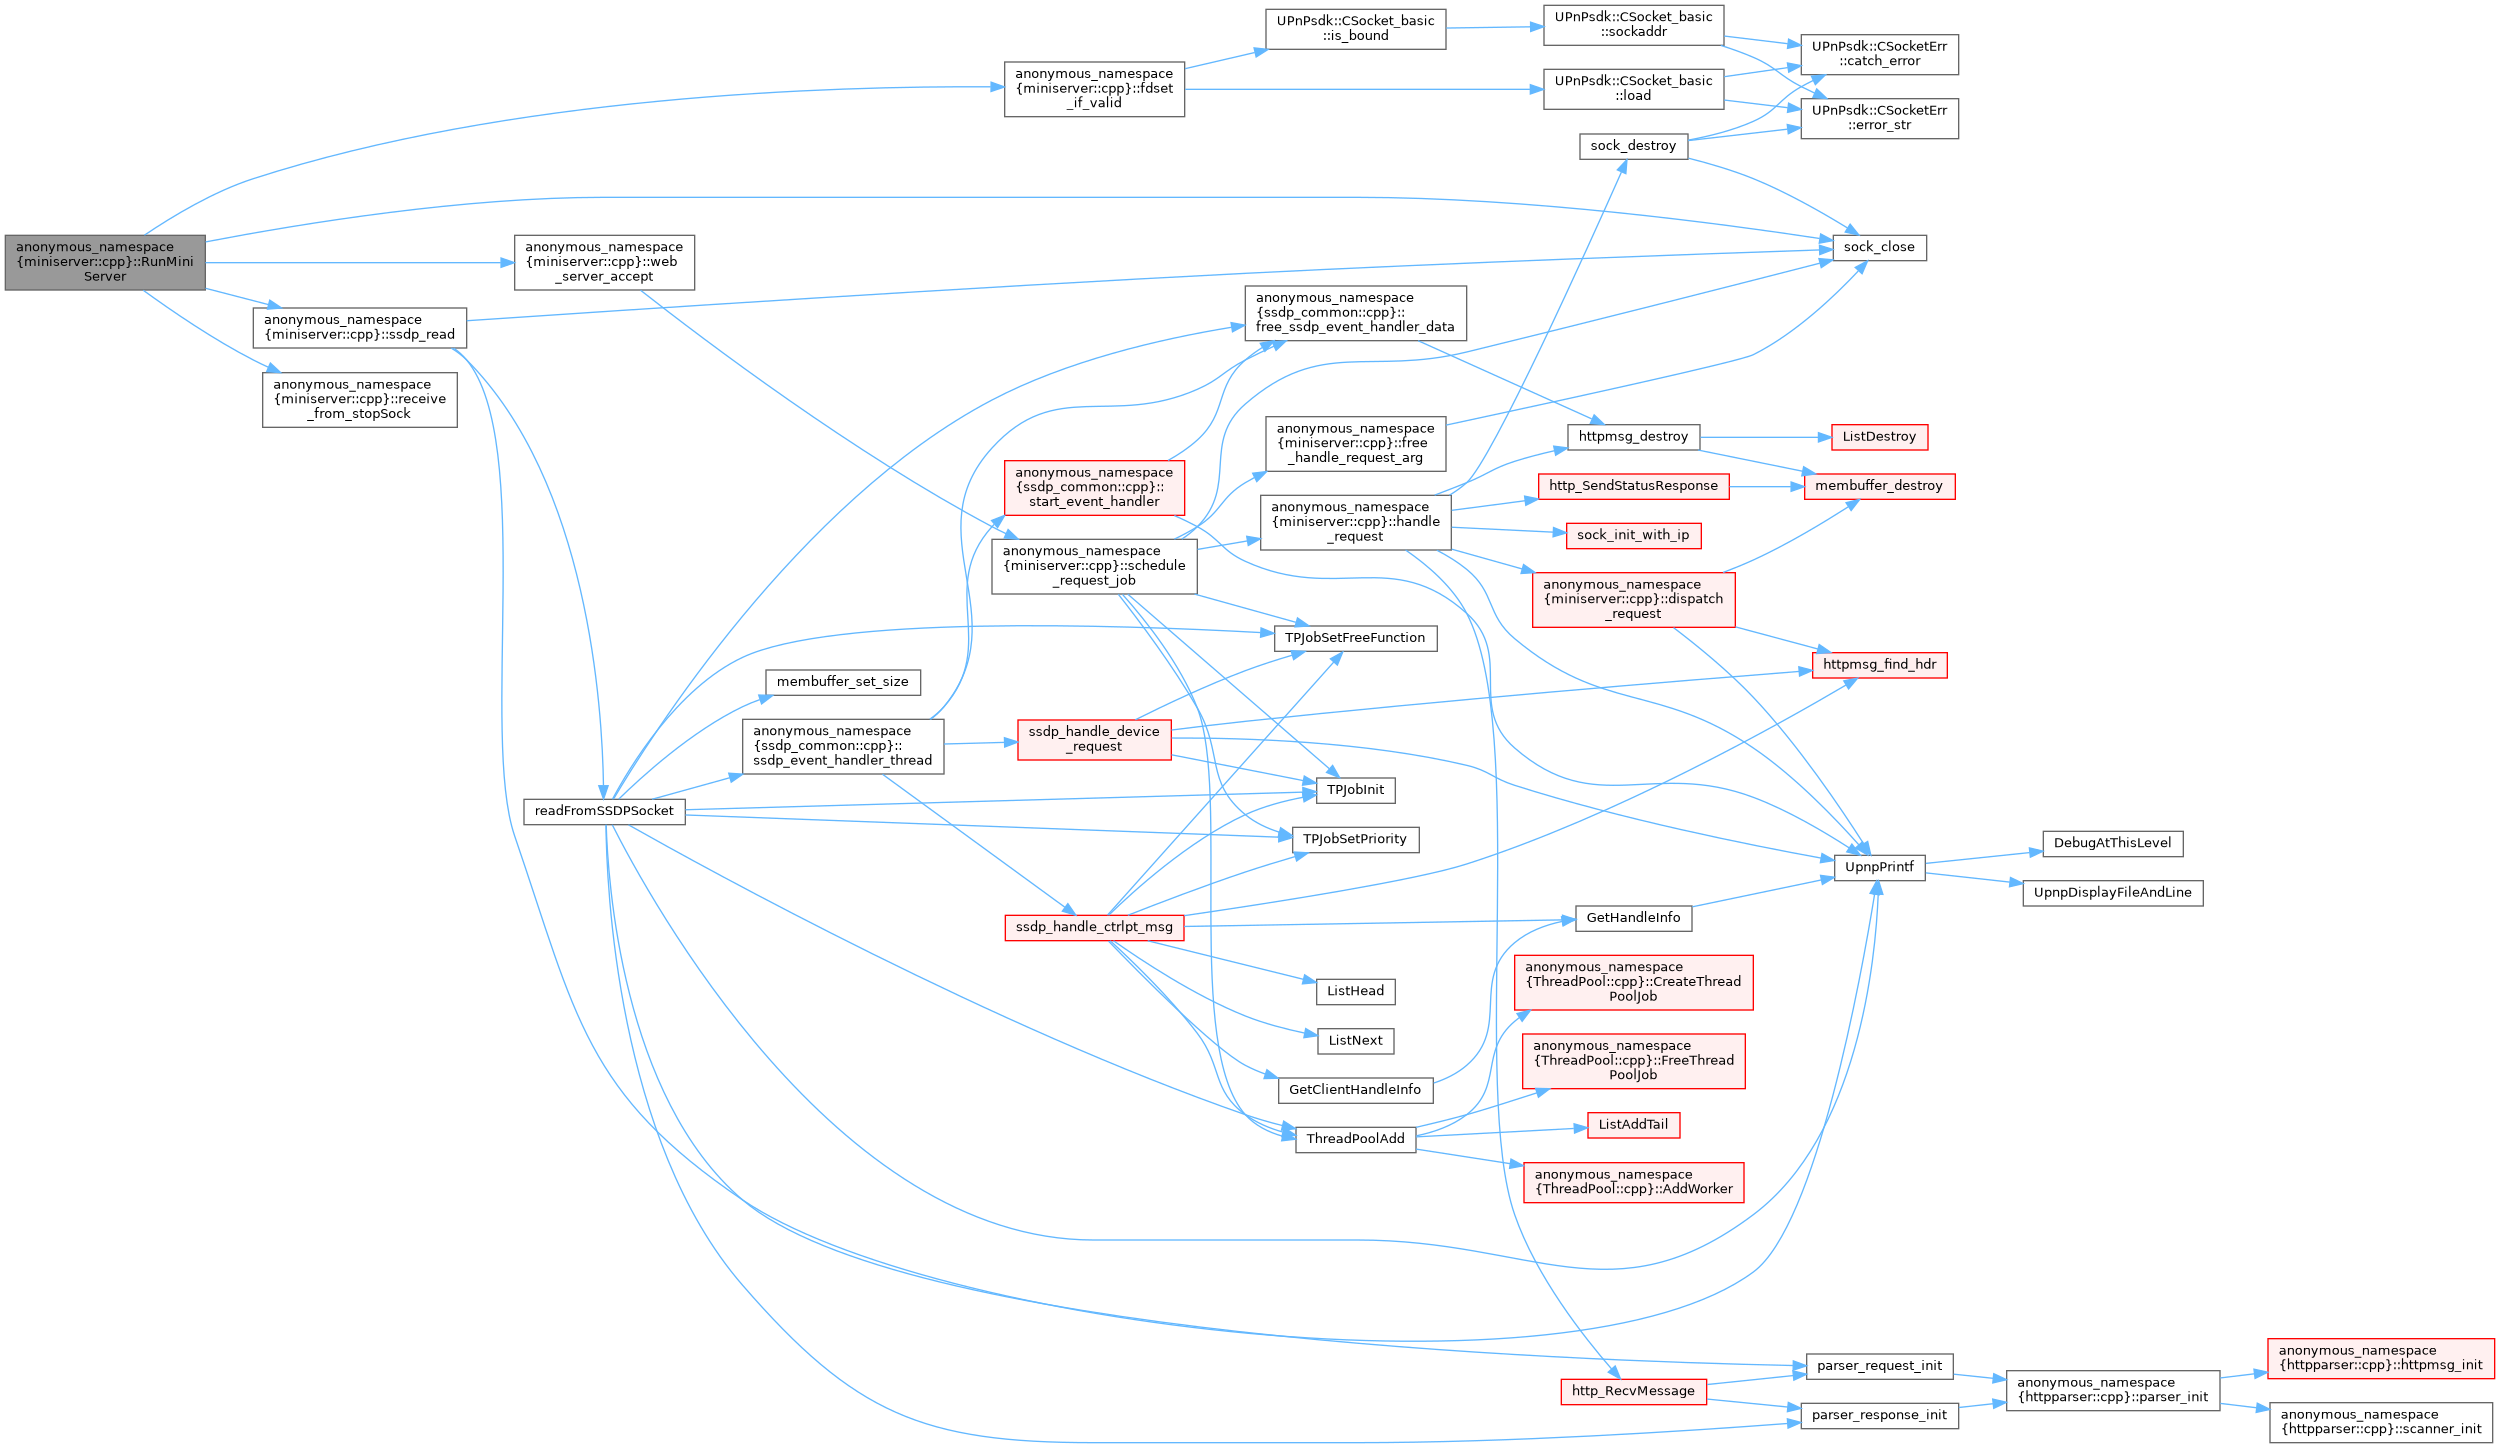 anonymous_namespace
{miniserver::cpp}::RunMini
Server
anonymous_namespace
{miniserver::cpp}::ssdp_read
anonymous_namespace
{miniserver::cpp}::receive
_from_stopSock
anonymous_namespace
{miniserver::cpp}::web
_server_accept
readFromSSDPSocket
membuffer_set_size
anonymous_namespace
{ssdp_common::cpp}::
ssdp_event_handler_thread
anonymous_namespace
{miniserver::cpp}::fdset
_if_valid
anonymous_namespace
{ssdp_common::cpp}::
start_event_handler
anonymous_namespace
{miniserver::cpp}::schedule
_request_job
ssdp_handle_device
_request
ssdp_handle_ctrlpt_msg
UPnPsdk::CSocket_basic
::is_bound
anonymous_namespace
{ssdp_common::cpp}::
free_ssdp_event_handler_data
anonymous_namespace
{miniserver::cpp}::free
_handle_request_arg
anonymous_namespace
{miniserver::cpp}::handle
_request
TPJobSetFreeFunction
TPJobInit
TPJobSetPriority
ListHead
ListNext
GetClientHandleInfo
ThreadPoolAdd
UPnPsdk::CSocket_basic
::sockaddr
UPnPsdk::CSocket_basic
::load
sock_destroy
httpmsg_destroy
http_SendStatusResponse
sock_init_with_ip
anonymous_namespace
{miniserver::cpp}::dispatch
_request
GetHandleInfo
anonymous_namespace
{ThreadPool::cpp}::CreateThread
PoolJob
anonymous_namespace
{ThreadPool::cpp}::FreeThread
PoolJob
ListAddTail
anonymous_namespace
{ThreadPool::cpp}::AddWorker
http_RecvMessage
UPnPsdk::CSocketErr
::catch_error
UPnPsdk::CSocketErr
::error_str
sock_close
ListDestroy
membuffer_destroy
httpmsg_find_hdr
UpnpPrintf
parser_request_init
parser_response_init
DebugAtThisLevel
UpnpDisplayFileAndLine
anonymous_namespace
{httpparser::cpp}::parser_init
anonymous_namespace
{httpparser::cpp}::httpmsg_init
anonymous_namespace
{httpparser::cpp}::scanner_init